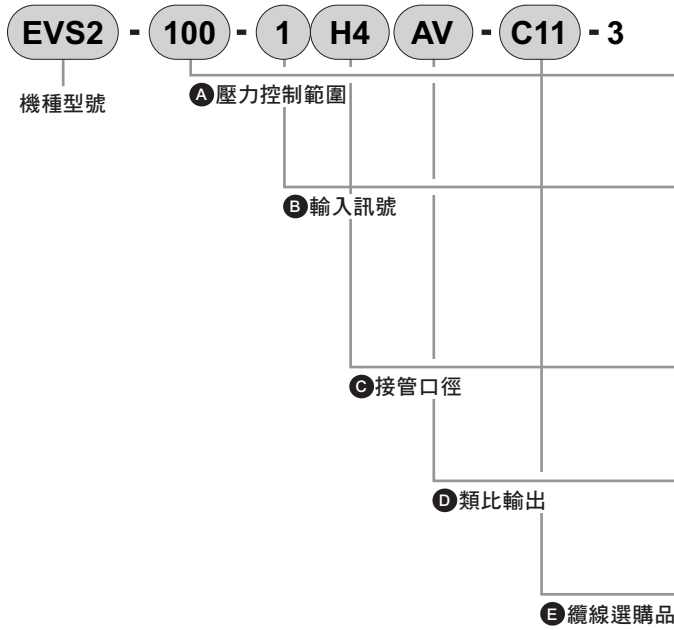 EVS2 - 100 - 1 H4 AV - C11 - 3
機種型號
A 壓力控制範圍
B 輸入訊號
C 接管口徑
D 類比輸出
E 纜線選購品